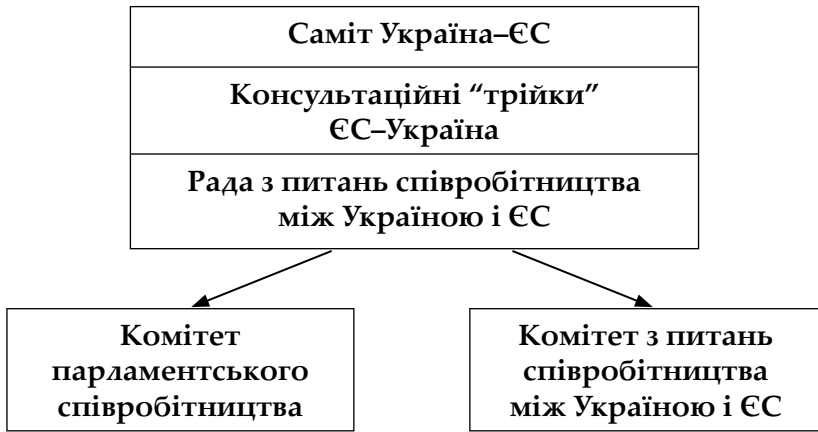 Саміт Україна–ЄС
Консультаційні “трійки”
ЄС–Україна
Рада з питань співробітництва
між Україною і ЄС
Комітет
парламентського
співробітництва
Комітет з питань
співробітництва
між Україною і ЄС